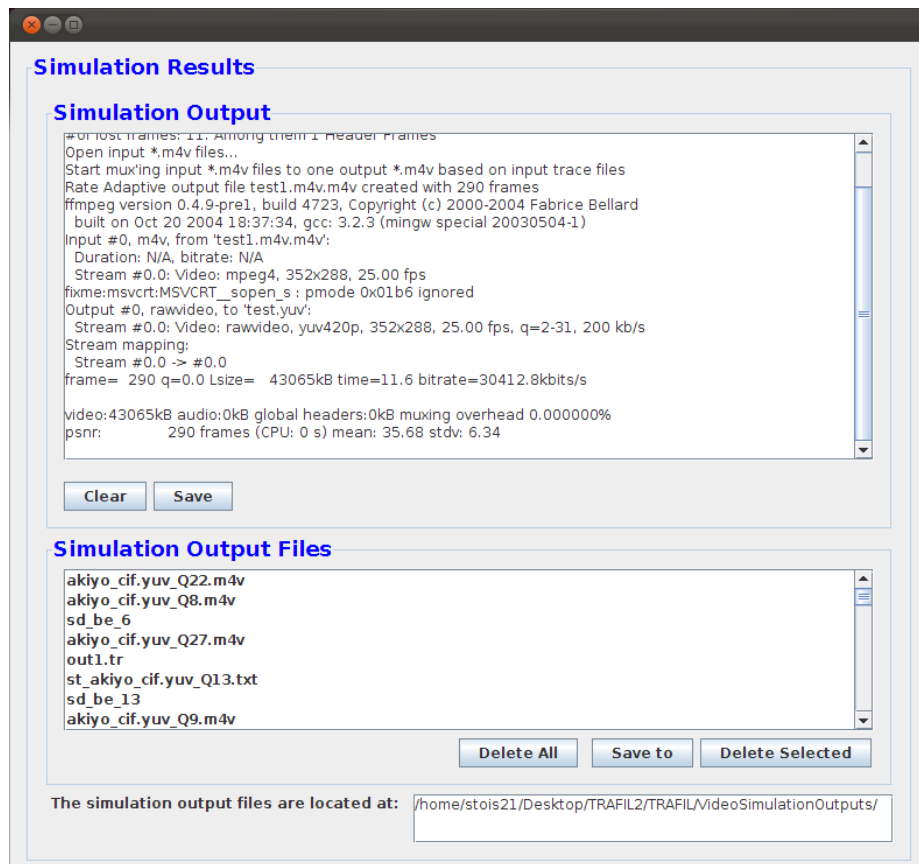 Simulation Results
Simulation Output
#of lost frames: 11. Among them 1 Header Frames
Open input *.m4v files...
Start mux'ing input *.m4v files to one output *.m4v based on input trace files
Rate Adaptive output file test1.m4v.m4v created with 290 frames
ffmpeg version 0.4.9-pre1, build 4723, Copyright (c) 2000-2004 Fabrice Bellard
  built on Oct 20 2004 18:37:34, gcc: 3.2.3 (mingw special 20030504-1)
Input #0, m4v, from 'test1.m4v.m4v':
  Duration: N/A, bitrate: N/A
  Stream #0.0: Video: mpeg4, 352x288, 25.00 fps
fixme:msvcrt:MSVCRT__sopen_s : pmode 0x01b6 ignored
Output #0, rawvideo, to 'test.yuv':
  Stream #0.0: Video: rawvideo, yuv420p, 352x288, 25.00 fps, q=2-31, 200 kb/s
Stream mapping:
  Stream #0.0 -> #0.0
frame=  290 q=0.0 Lsize=   43065kB time=11.6 bitrate=30412.8kbits/s
video:43065kB audio:0kB global headers:0kB muxing overhead 0.000000%
psnr:            290 frames (CPU: 0 s) mean: 35.68 stdv: 6.34
Clear Save
Simulation Output Files
akiyo_cif.yuv_Q22.m4v
akiyo_cif.yuv_Q8.m4v
sd_be_6
akiyo_cif.yuv_Q27.m4v
out1.tr
st_akiyo_cif.yuv_Q13.txt
sd_be_13
akiyo_cif.yuv_Q9.m4v
Delete All Save to Delete Selected
The simulation output files are located at: /home/stois21/Desktop/TRAFIL2/TRAFIL/VideoSimulationOutputs/